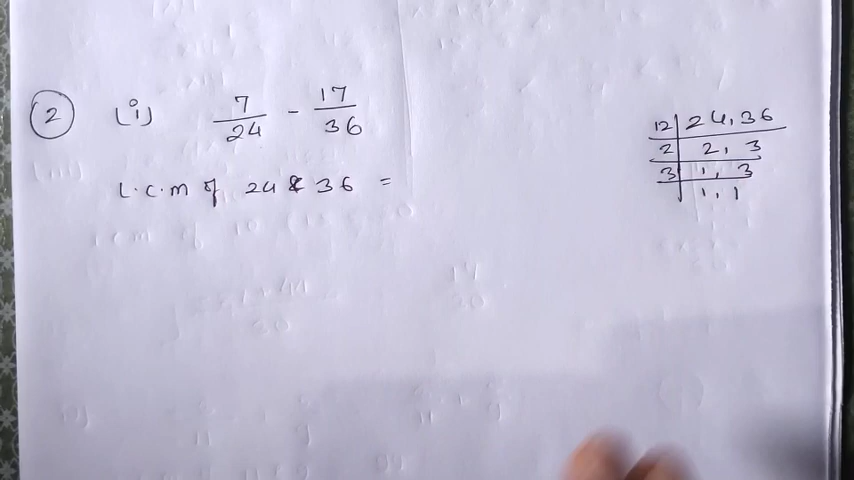 2 (i) 7/24 - 17/36
L.C.M of 24 & 36 =
12 | 24, 36
2 | 2, 3
3 | 1, 3
1, 1